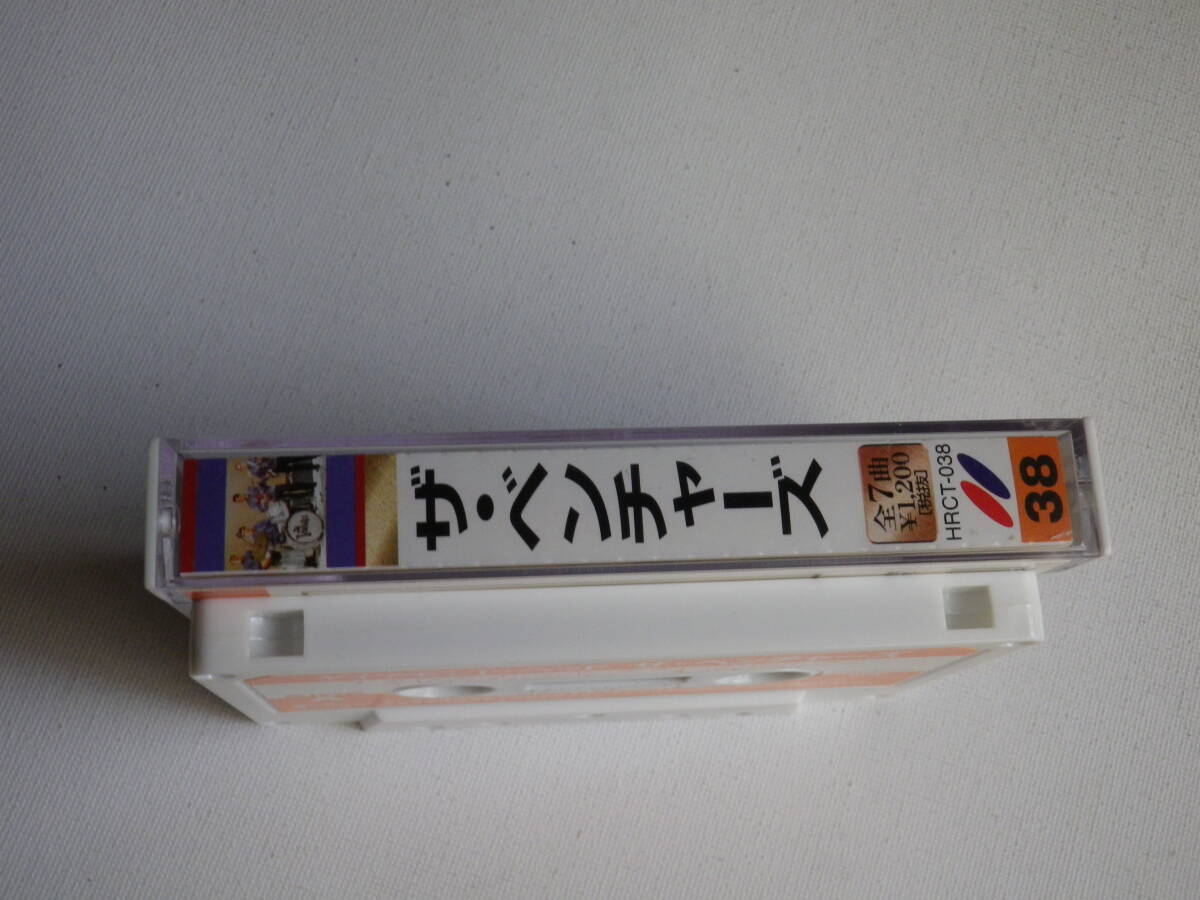 ザ・ベンチャーズ
全7曲
¥1,200
[税抜]
HRCT-038
38